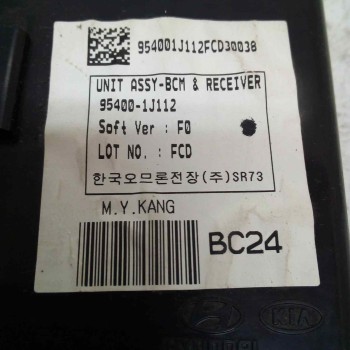 954001J112FCD30038
UNIT ASSY-BCM & RECEIVER
95400-1J112
Soft Ver : F0
LOT NO. : FCD
한국오므론전장(주)SR73
M.Y.KANG
BC24
KIA